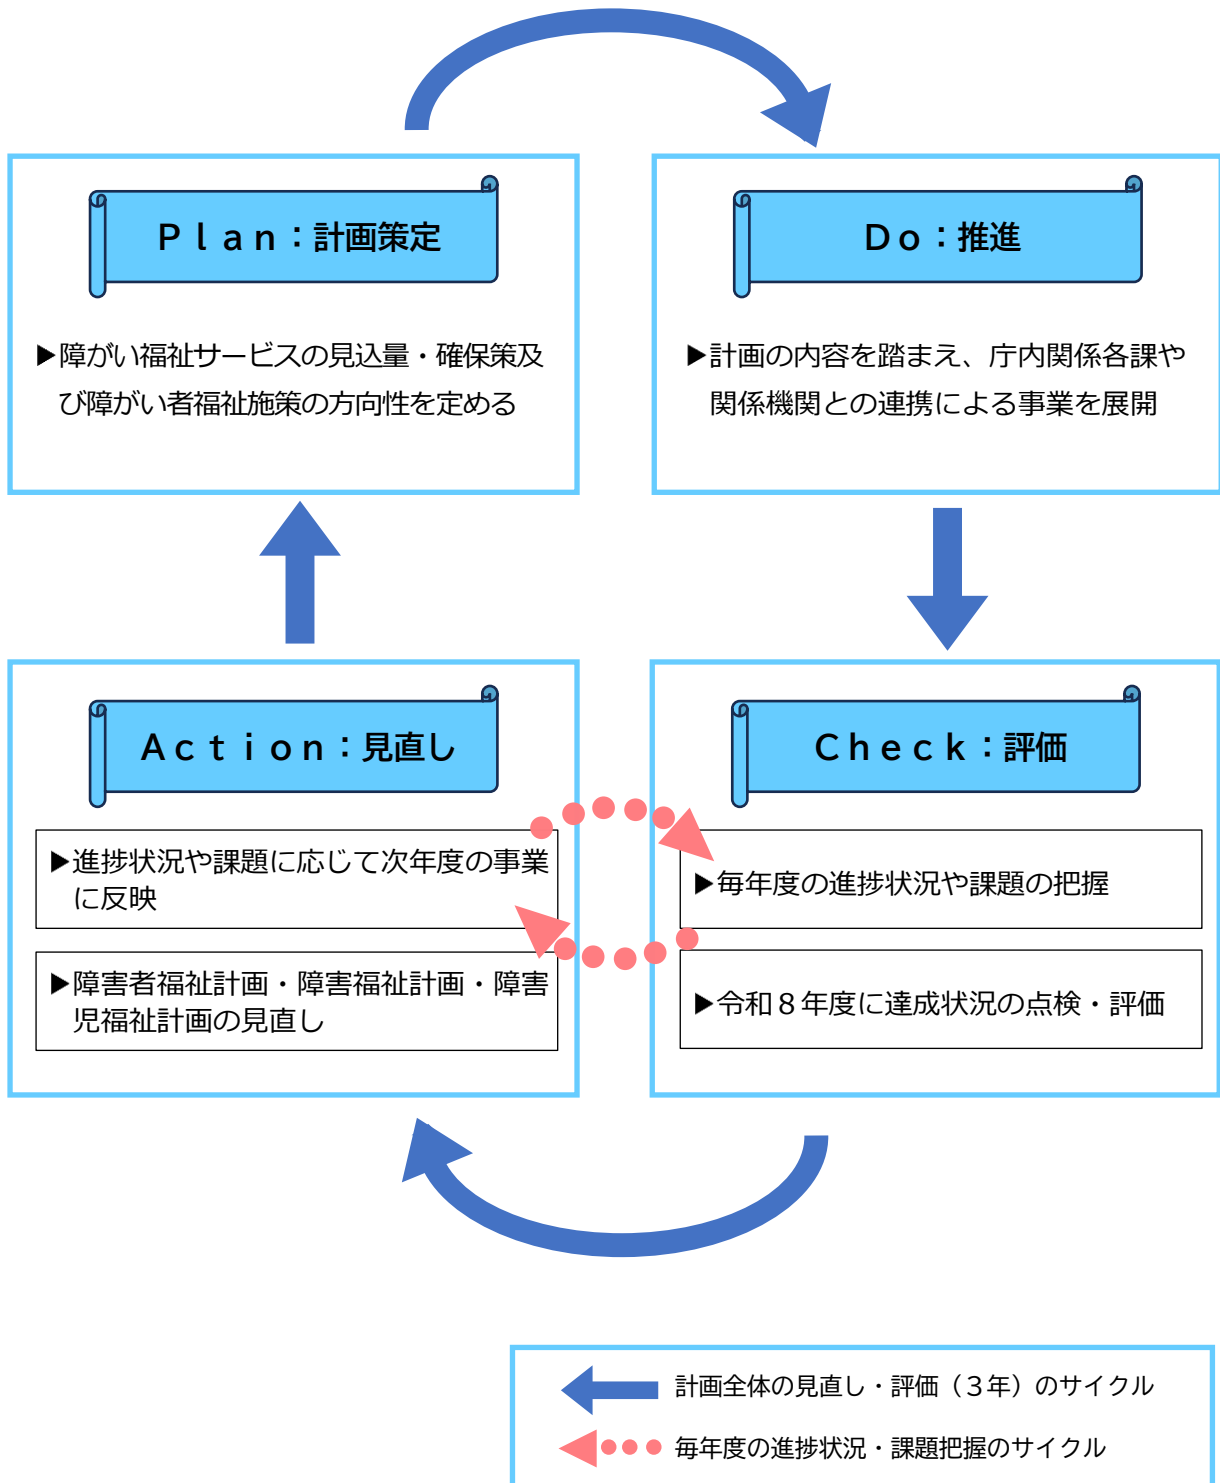 Ｐｌａｎ：計画策定
▶障がい福祉サービスの見込量・確保策及
び障がい者福祉施策の方向性を定める
Ｄｏ：推進
▶計画の内容を踏まえ、庁内関係各課や
関係機関との連携による事業を展開
Ａｃｔｉｏｎ：見直し
▶進捗状況や課題に応じて次年度の事業
に反映
▶障害者福祉計画・障害福祉計画・障害
児福祉計画の見直し
Ｃｈｅｃｋ：評価
▶毎年度の進捗状況や課題の把握
▶令和８年度に達成状況の点検・評価
計画全体の見直し・評価（３年）のサイクル
毎年度の進捗状況・課題把握のサイクル